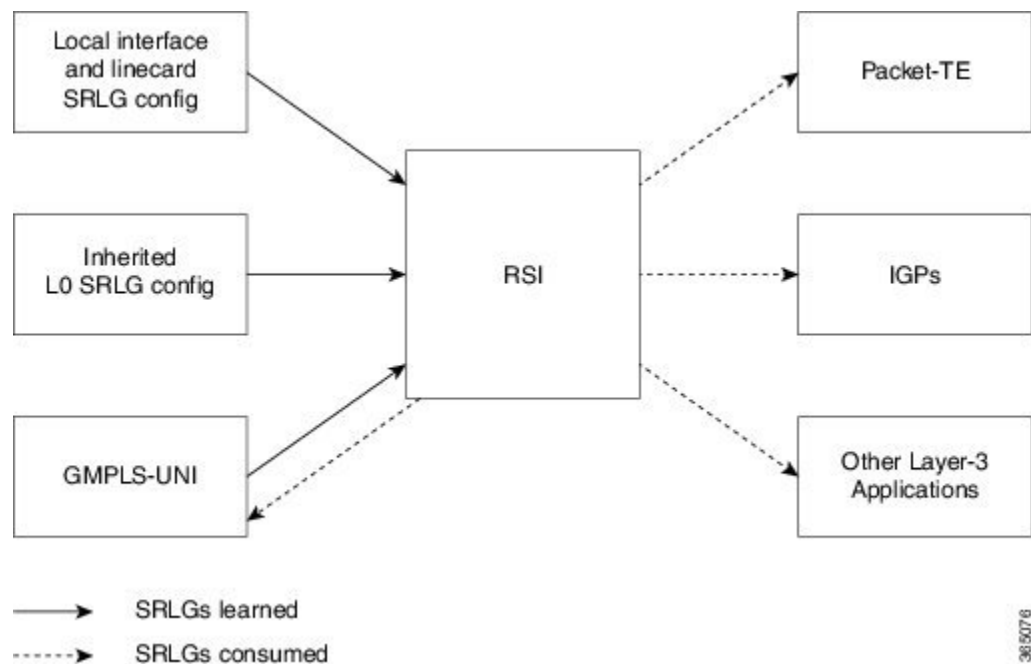 Local interface
and linecard
SRLG config
Packet-TE
Inherited
L0 SRLG config
RSI
IGPs
GMPLS-UNI
Other Layer-3
Applications
SRLGs learned
SRLGs consumed
365076